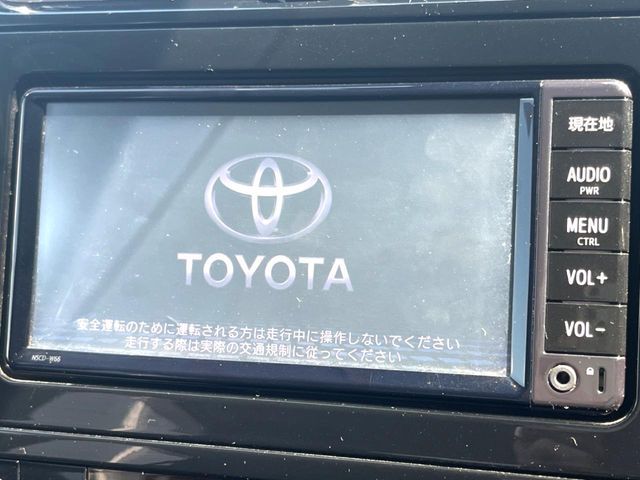 現在地
AUDIO
PWR
MENU
CTRL
VOL+
VOL-
TOYOTA
安全運転のために運転される方は走行中に操作しないでください
走行する際は実際の交通規制に従ってください
NSCD-W66